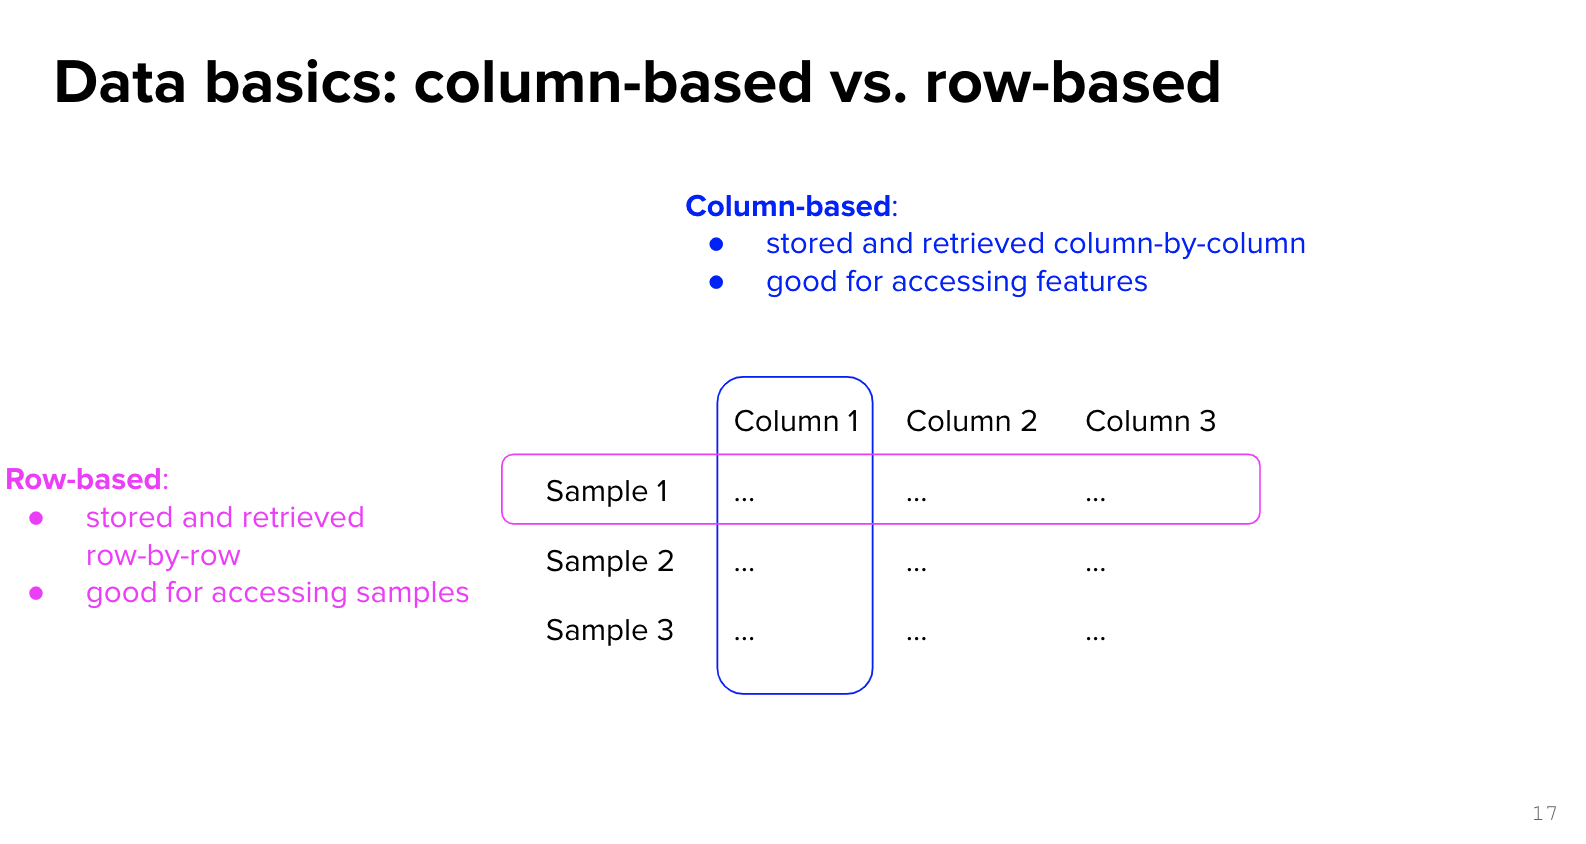 Data basics: column-based vs. row-based
Column-based:
● stored and retrieved column-by-column
● good for accessing features
Row-based:
● stored and retrieved
row-by-row
● good for accessing samples
Column 1 Column 2 Column 3
Sample 1 ... ... ...
Sample 2 ... ... ...
Sample 3 ... ... ...
17